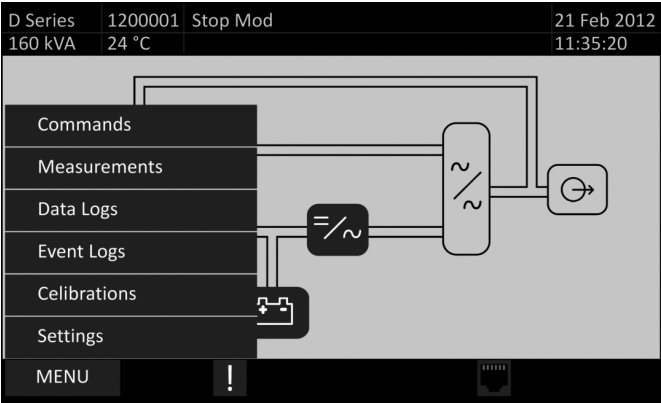 D Series 1200001 Stop Mod 21 Feb 2012
160 kVA 24 °C 11:35:20
Commands
Measurements
Data Logs
Event Logs
Celibrations
Settings
MENU !